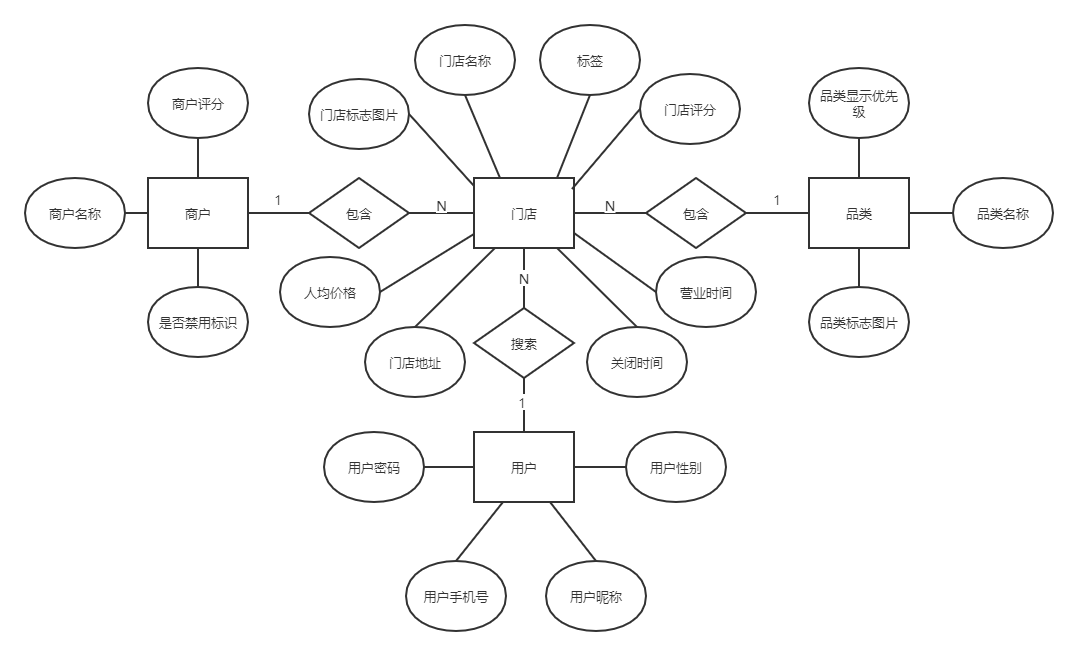 门店名称
标签
商户评分
门店标志图片
门店评分
品类显示优先
级
商户名称
商户
1
包含
N
门店
N
包含
1
品类
品类名称
是否禁用标识
人均价格
N
营业时间
品类标志图片
门店地址
搜索
关闭时间
1
用户密码
用户
用户性别
用户手机号
用户昵称